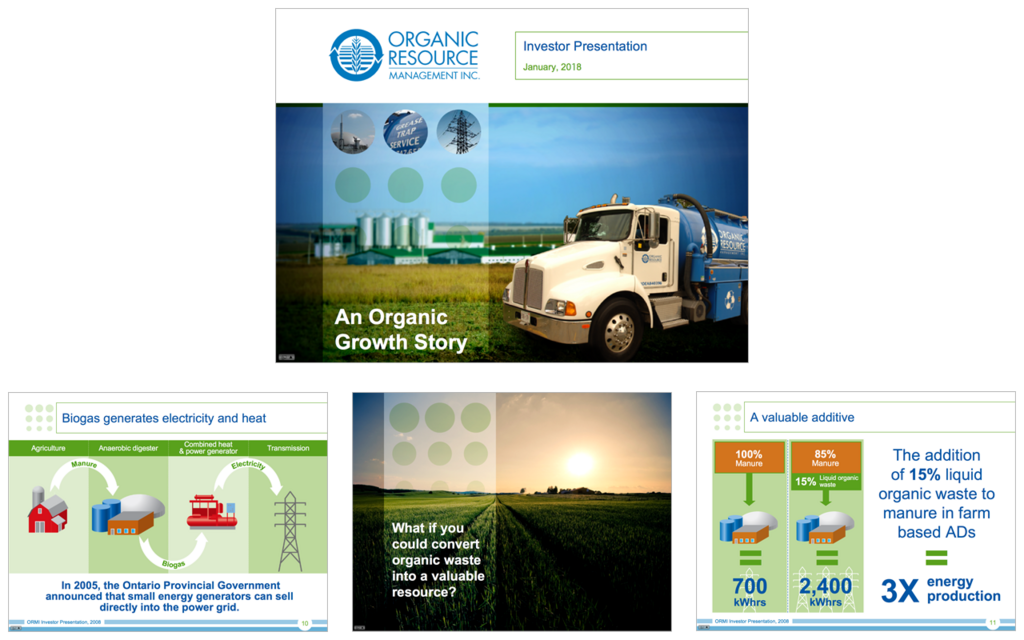 ORGANIC
RESOURCE
MANAGEMENT INC.
Investor Presentation
January, 2018
GREASE
TRAP
SERVICE
ORGANIC
RESOURCE
ORGANIC
RESOURCE
An Organic
Growth Story
Biogas generates electricity and heat
Agriculture
Anaerobic digester
Combined heat
& power generator
Transmission
Manure
Electricity
Biogas
In 2005, the Ontario Provincial Government
announced that small energy generators can sell
directly into the power grid.
ORMI Investor Presentation, 2008
10
What if you
could convert
organic waste
into a valuable
resource?
A valuable additive
100%
Manure
85%
Manure
15% Liquid organic
waste
700
kWhrs
2,400
kWhrs
The addition
of 15% liquid
organic waste to
manure in farm
based ADs
3X energy
production
ORMI Investor Presentation, 2008
11